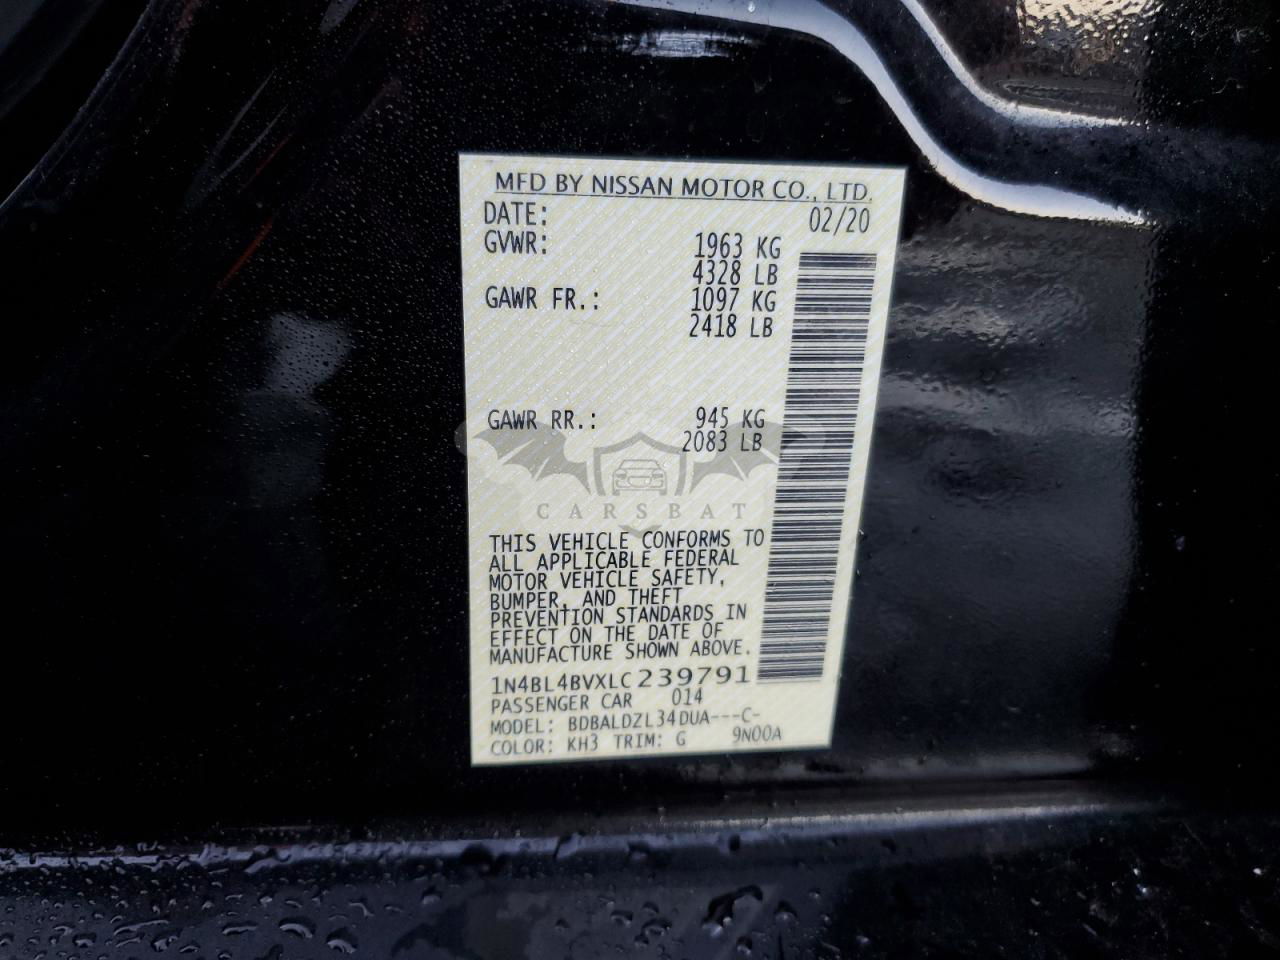 MFD BY NISSAN MOTOR CO., LTD.
DATE: 02/20
GVWR: 1963 KG
4328 LB
GAWR FR.: 1097 KG
2418 LB
GAWR RR.: 945 KG
2083 LB
CARSBAT
THIS VEHICLE CONFORMS TO
ALL APPLICABLE FEDERAL
MOTOR VEHICLE SAFETY,
BUMPER, AND THEFT
PREVENTION STANDARDS IN
EFFECT ON THE DATE OF
MANUFACTURE SHOWN ABOVE.
1N4BL4BVXLC239791
PASSENGER CAR 014
MODEL: BDBALDZL34DUA---C-
COLOR: KH3 TRIM: G 9N00A